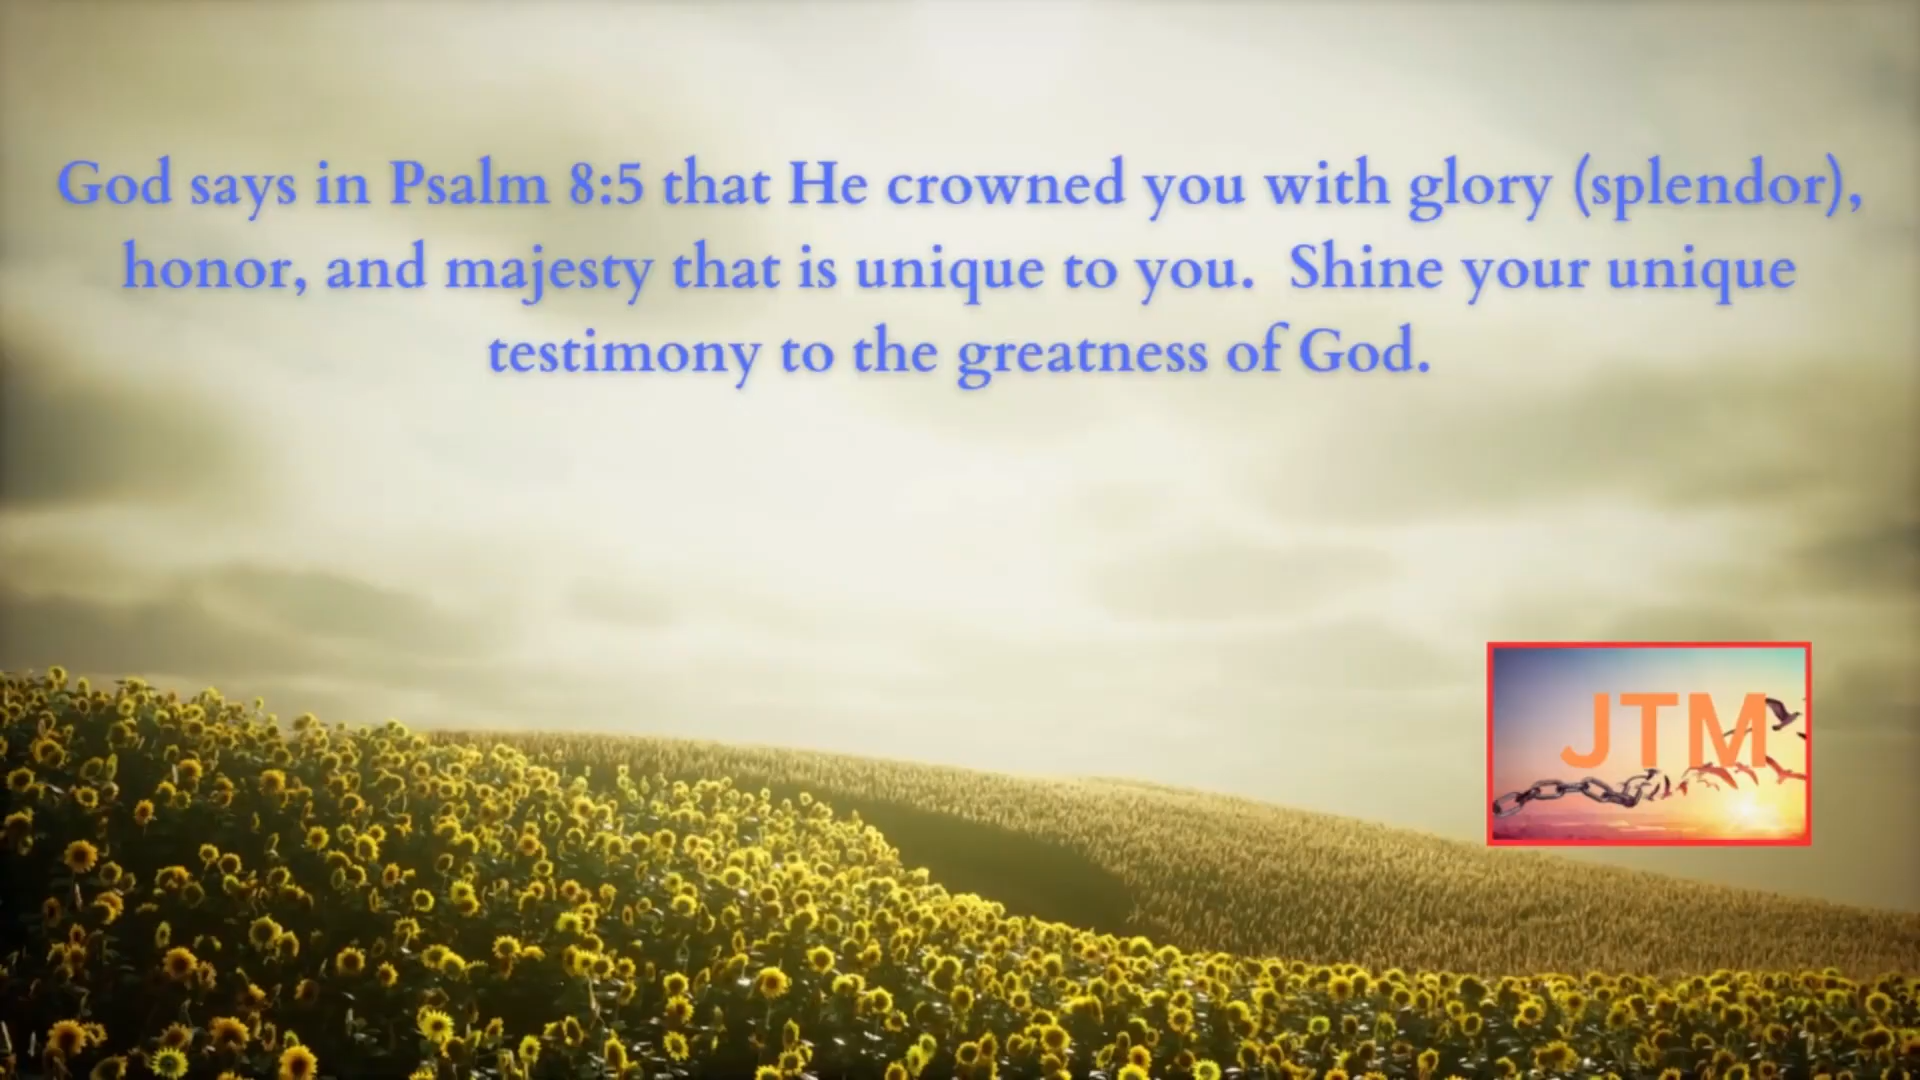 God says in Psalm 8:5 that He crowned you with glory (splendor),
honor, and majesty that is unique to you.  Shine your unique
testimony to the greatness of God.
JTM